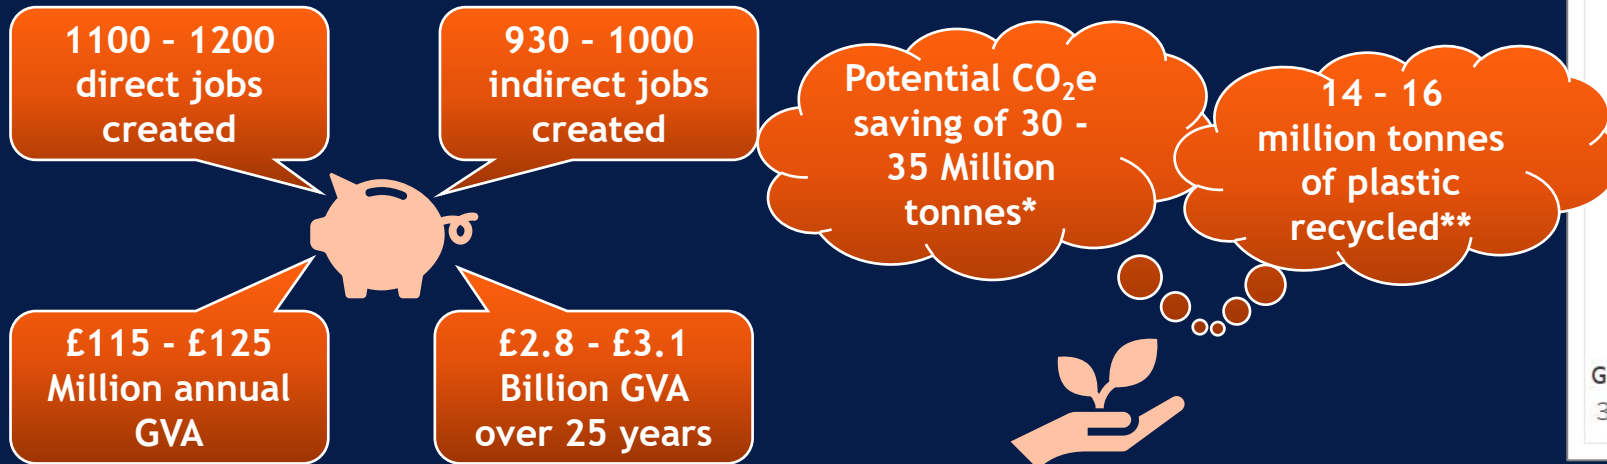 1100 – 1200
direct jobs
created
930 – 1000
indirect jobs
created
Potential CO₂e
saving of 30 -
35 Million
tonnes*
14 – 16
million tonnes
of plastic
recycled**
£115 - £125
Million annual
GVA
£2.8 - £3.1
Billion GVA
over 25 years
G
3